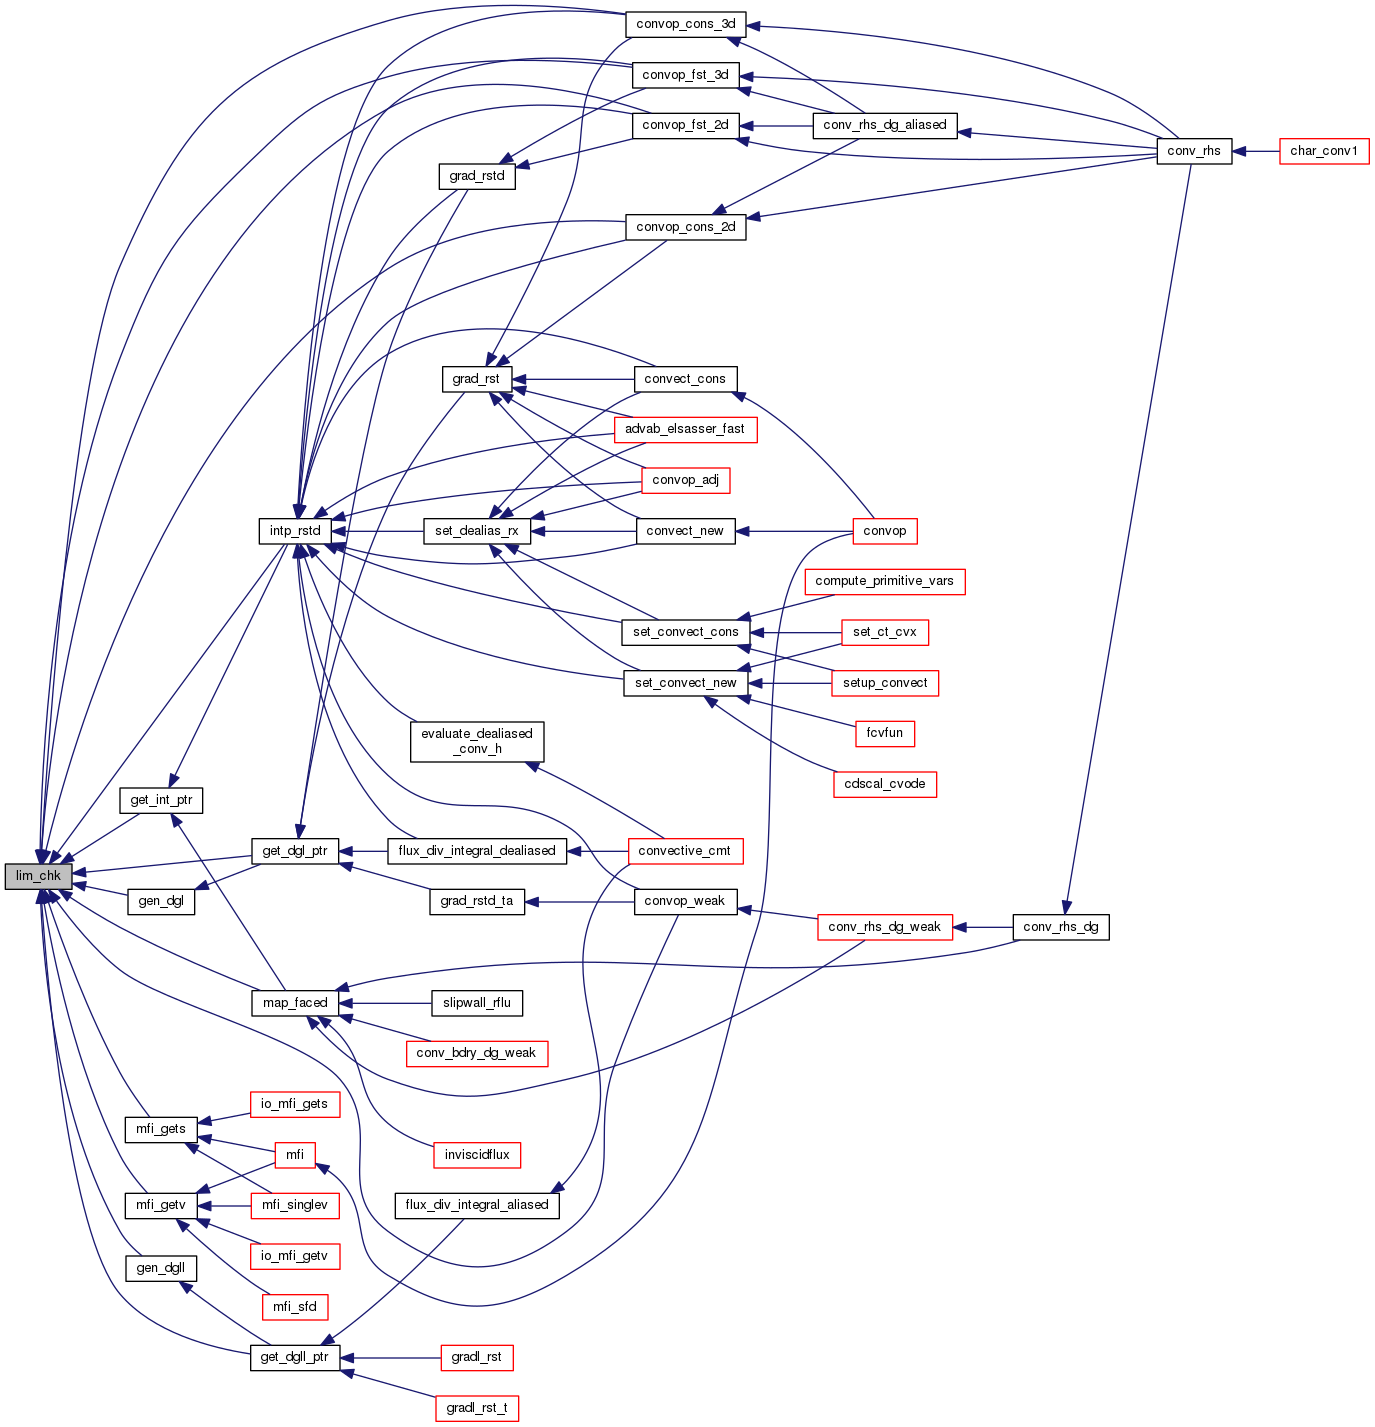 convop_cons_3d
convop_fst_3d
convop_fst_2d
conv_rhs_dg_aliased
conv_rhs
char_conv1
grad_rstd
convop_cons_2d
grad_rst
convect_cons
advab_elsasser_fast
convop_adj
intp_rstd
set_dealias_rx
convect_new
convop
compute_primitive_vars
set_convect_cons
set_ct_cvx
set_convect_new
setup_convect
evaluate_dealiased
_conv_h
fcvfun
cdscal_cvode
get_int_ptr
get_dgl_ptr
flux_div_integral_dealiased
convective_cmt
lim_chk
gen_dgl
grad_rstd_ta
convop_weak
conv_rhs_dg_weak
conv_rhs_dg
map_faced
slipwall_rflu
conv_bdry_dg_weak
io_mfi_gets
mfi_gets
mfi
inviscidflux
mfi_getv
mfi_singlev
flux_div_integral_aliased
io_mfi_getv
gen_dgll
mfi_sfd
get_dgll_ptr
gradl_rst
gradl_rst_t